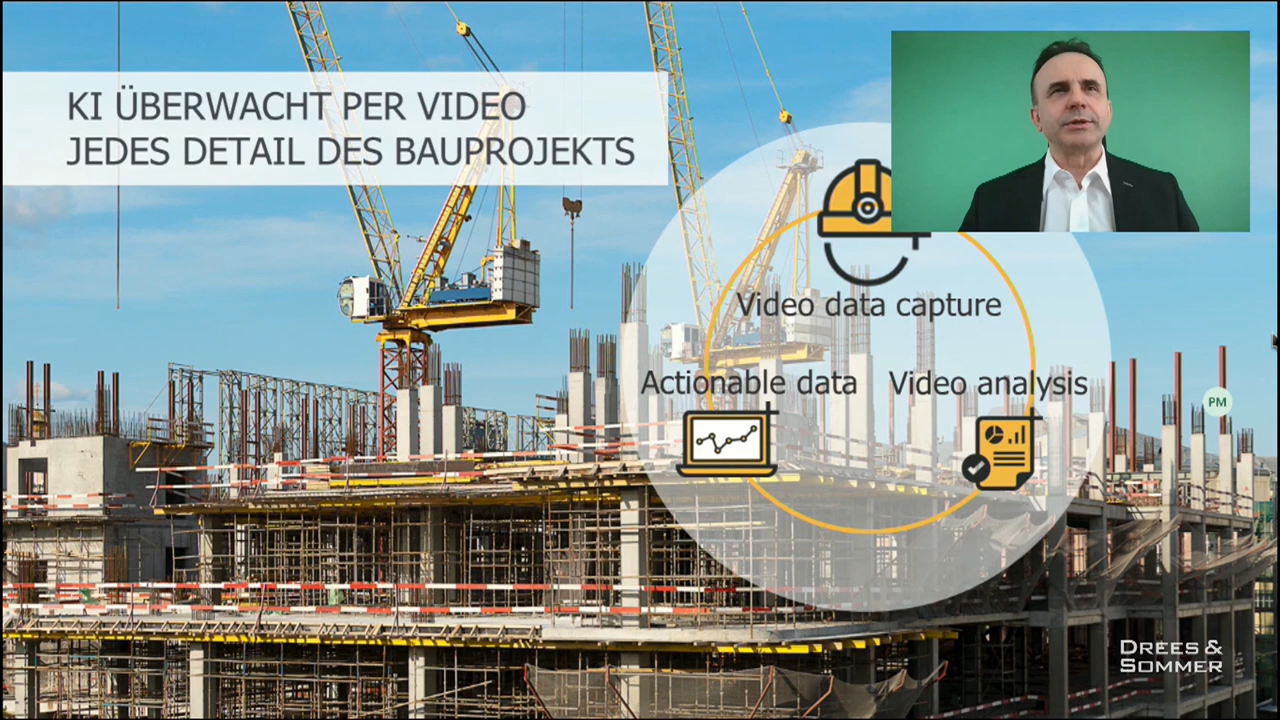 KI ÜBERWACHT PER VIDEO
JEDES DETAIL DES BAUPROJEKTS
Video data capture
Actionable data
Video analysis
PM
DREES &
SOMMER